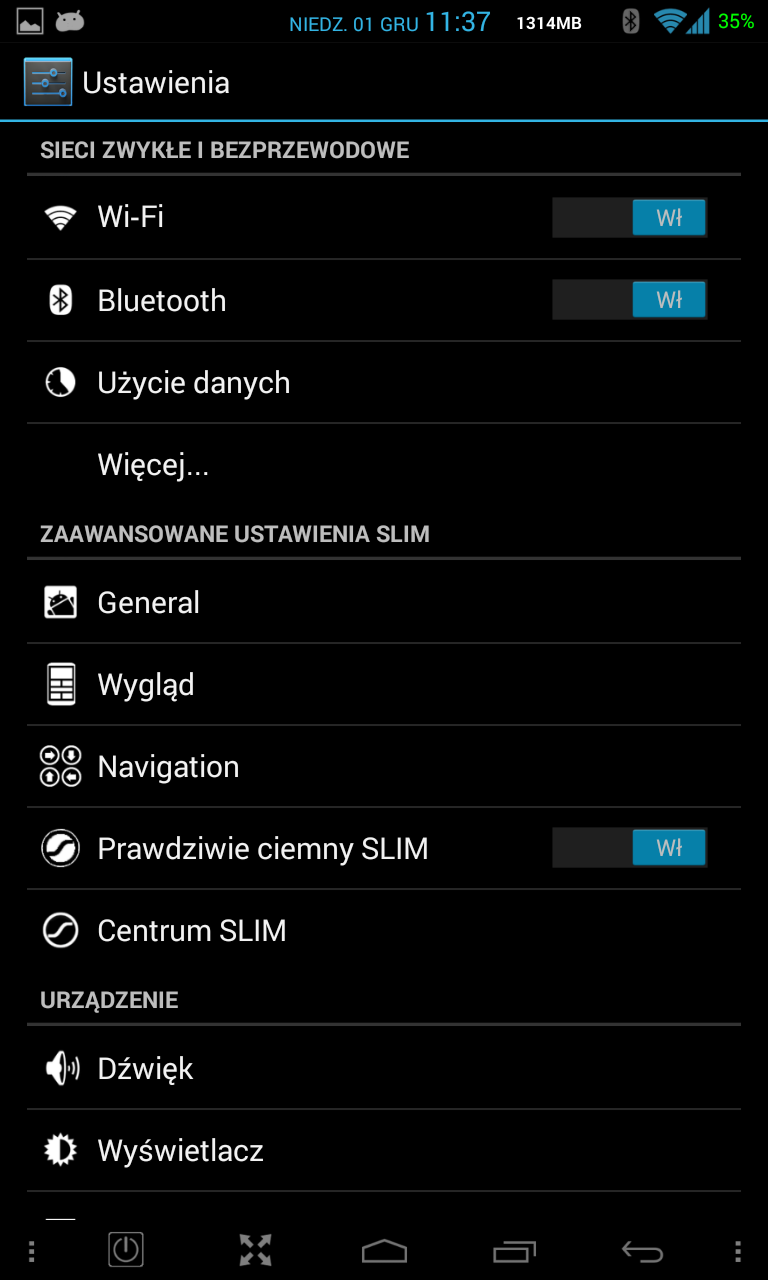 NIEDZ. 01 GRU 11:37 1314MB 35%
Ustawienia
SIECI ZWYKŁE I BEZPRZEWODOWE
Wi-Fi Wł
Bluetooth Wł
Użycie danych
Więcej...
ZAAWANSOWANE USTAWIENIA SLIM
General
Wygląd
Navigation
Prawdziwie ciemny SLIM Wł
Centrum SLIM
URZĄDZENIE
Dźwięk
Wyświetlacz